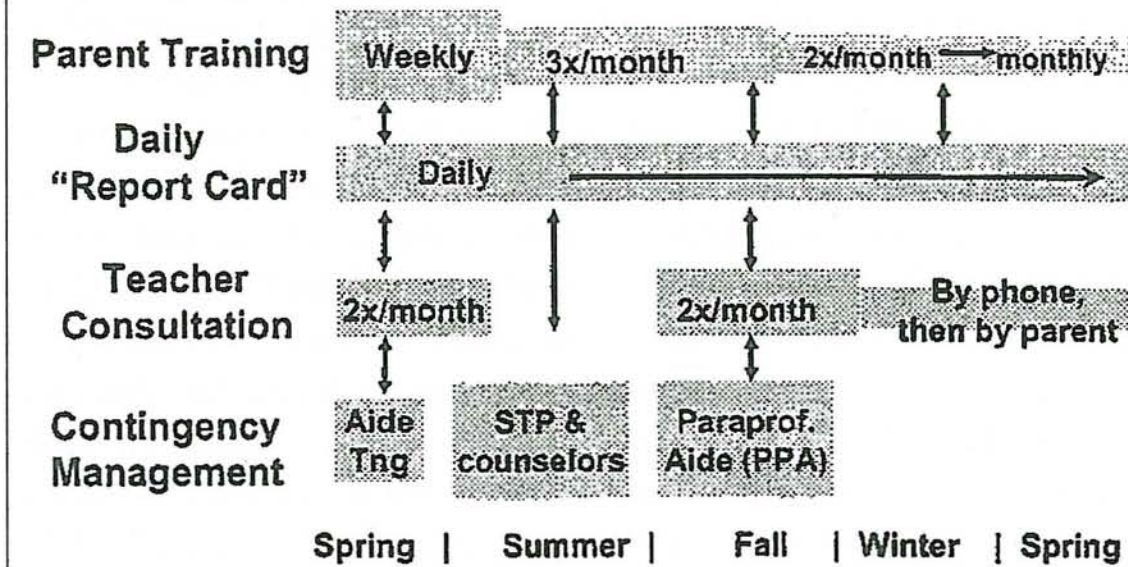 Parent Training
Weekly
3x/month
2x/month
monthly
Daily
"Report Card"
Daily
Teacher
Consultation
2x/month
2x/month
By phone,
then by parent
Contingency
Management
Aide
Tng
STP &
counselors
Paraprof.
Aide (PPA)
Spring | Summer | Fall | Winter | Spring